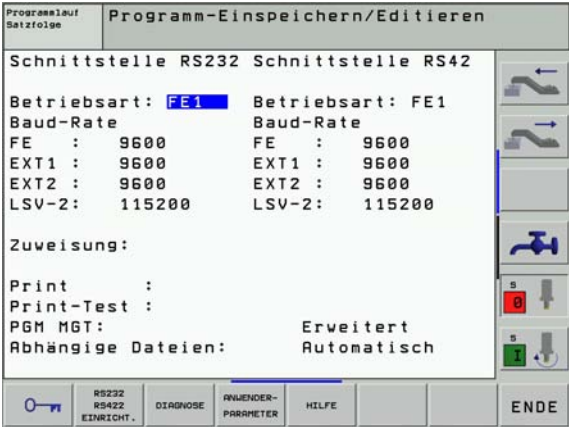 Programmlauf
Satzfolge
Programm-Einspeichern/Editieren
Schnittstelle RS232 Schnittstelle RS42
Betriebsart: FE1 Betriebsart: FE1
Baud-Rate Baud-Rate
FE : 9600 FE : 9600
EXT1 : 9600 EXT1 : 9600
EXT2 : 9600 EXT2 : 9600
LSV-2: 115200 LSV-2: 115200
Zuweisung:
Print :
Print-Test :
PGM MGT: Erweitert
Abhängige Dateien: Automatisch
S
0
S
I
RS232
RS422
EINRICHT.
DIAGNOSE
ANWENDER-
PARAMETER
HILFE
ENDE